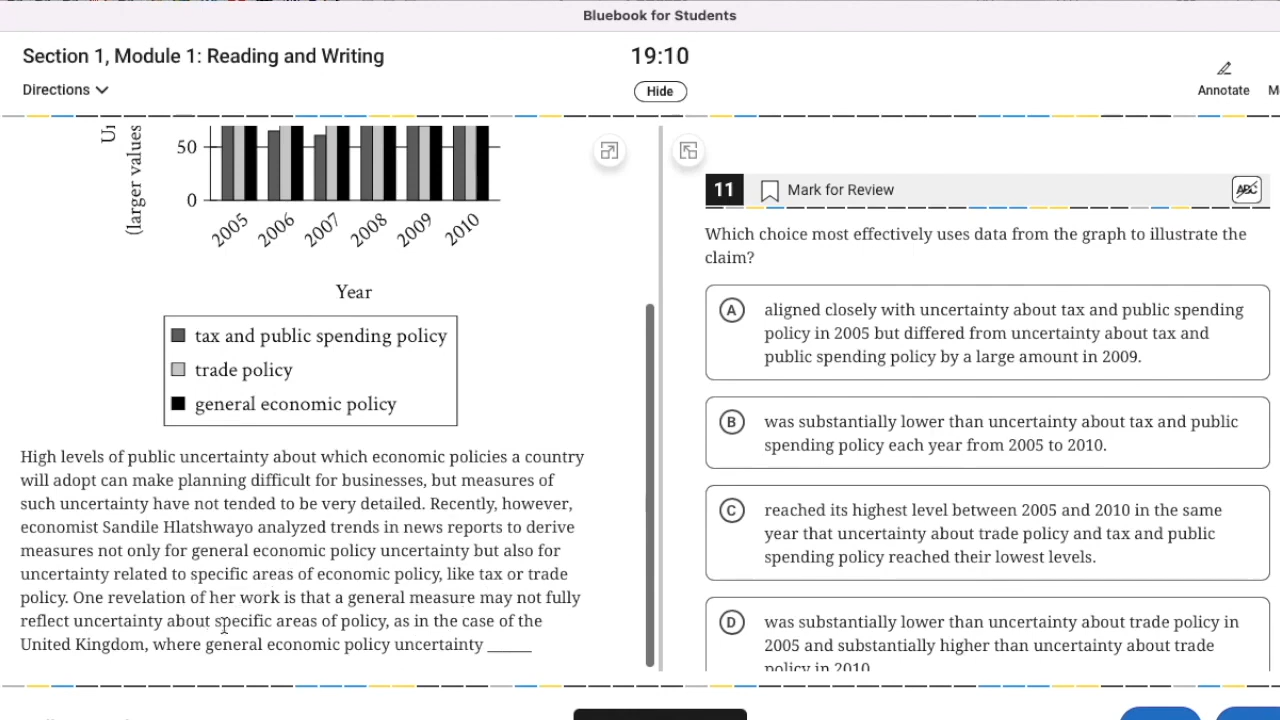 Bluebook for Students
Section 1, Module 1: Reading and Writing
19:10
Directions
Hide
Annotate
(larger values
50
0
2005 2006 2007 2008 2009 2010
Year
tax and public spending policy
trade policy
general economic policy
High levels of public uncertainty about which economic policies a country
will adopt can make planning difficult for businesses, but measures of
such uncertainty have not tended to be very detailed. Recently, however,
economist Sandile Hlatshwayo analyzed trends in news reports to derive
measures not only for general economic policy uncertainty but also for
uncertainty related to specific areas of economic policy, like tax or trade
policy. One revelation of her work is that a general measure may not fully
reflect uncertainty about specific areas of policy, as in the case of the
United Kingdom, where general economic policy uncertainty ______
11
Mark for Review
ABC
Which choice most effectively uses data from the graph to illustrate the
claim?
A
aligned closely with uncertainty about tax and public spending
policy in 2005 but differed from uncertainty about tax and
public spending policy by a large amount in 2009.
B
was substantially lower than uncertainty about tax and public
spending policy each year from 2005 to 2010.
C
reached its highest level between 2005 and 2010 in the same
year that uncertainty about trade policy and tax and public
spending policy reached their lowest levels.
D
was substantially lower than uncertainty about trade policy in
2005 and substantially higher than uncertainty about trade
policy in 2010